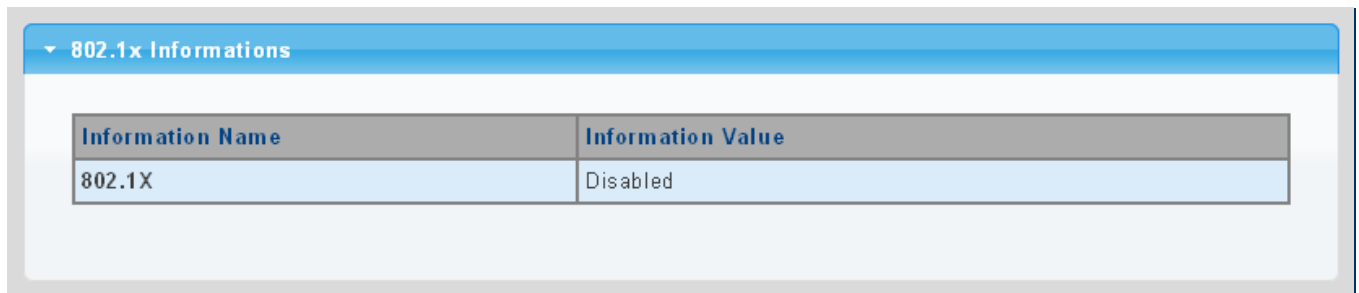 802.1x Informations
Information Name Information Value
802.1X Disabled